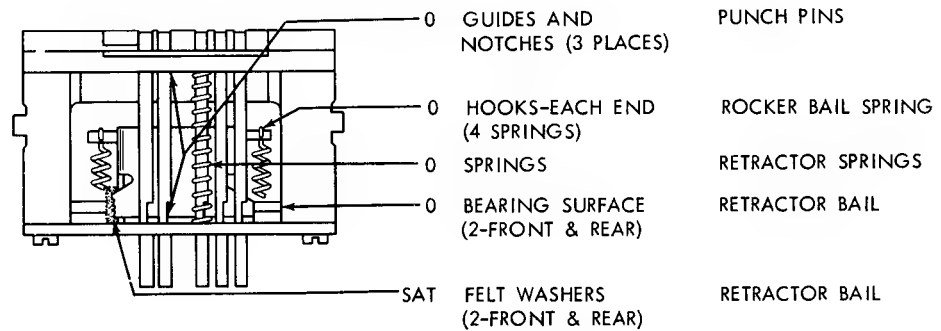 0 GUIDES AND PUNCH PINS
NOTCHES (3 PLACES)
0 HOOKS-EACH END ROCKER BAIL SPRING
(4 SPRINGS)
0 SPRINGS RETRACTOR SPRINGS
0 BEARING SURFACE RETRACTOR BAIL
(2-FRONT & REAR)
SAT FELT WASHERS RETRACTOR BAIL
(2-FRONT & REAR)